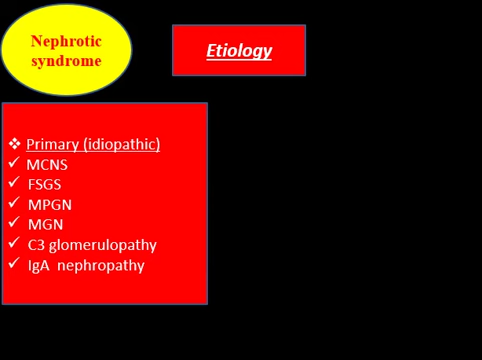 Nephrotic
syndrome
Etiology
❖ Primary (idiopathic)
✓ MCNS
✓ FSGS
✓ MPGN
✓ MGN
✓ C3 glomerulopathy
✓ IgA nephropathy